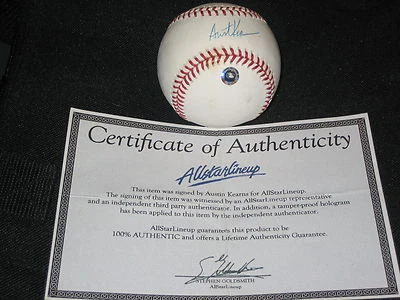 Certificate of Authenticity
AllstarLineup
This item was signed by Austin Kearns for AllStarLineup.
The signing of this item was witnessed by an AllStarLineup representative
and an independent third party authenticator. In addition, a tamper-proof hologram
has been applied to this item by the independent authenticator.
AllStarLineup guarantees this product to be
100% AUTHENTIC and offers a Lifetime Authenticity Guarantee.
STEPHEN GOLDSMITH
AllStarLineup